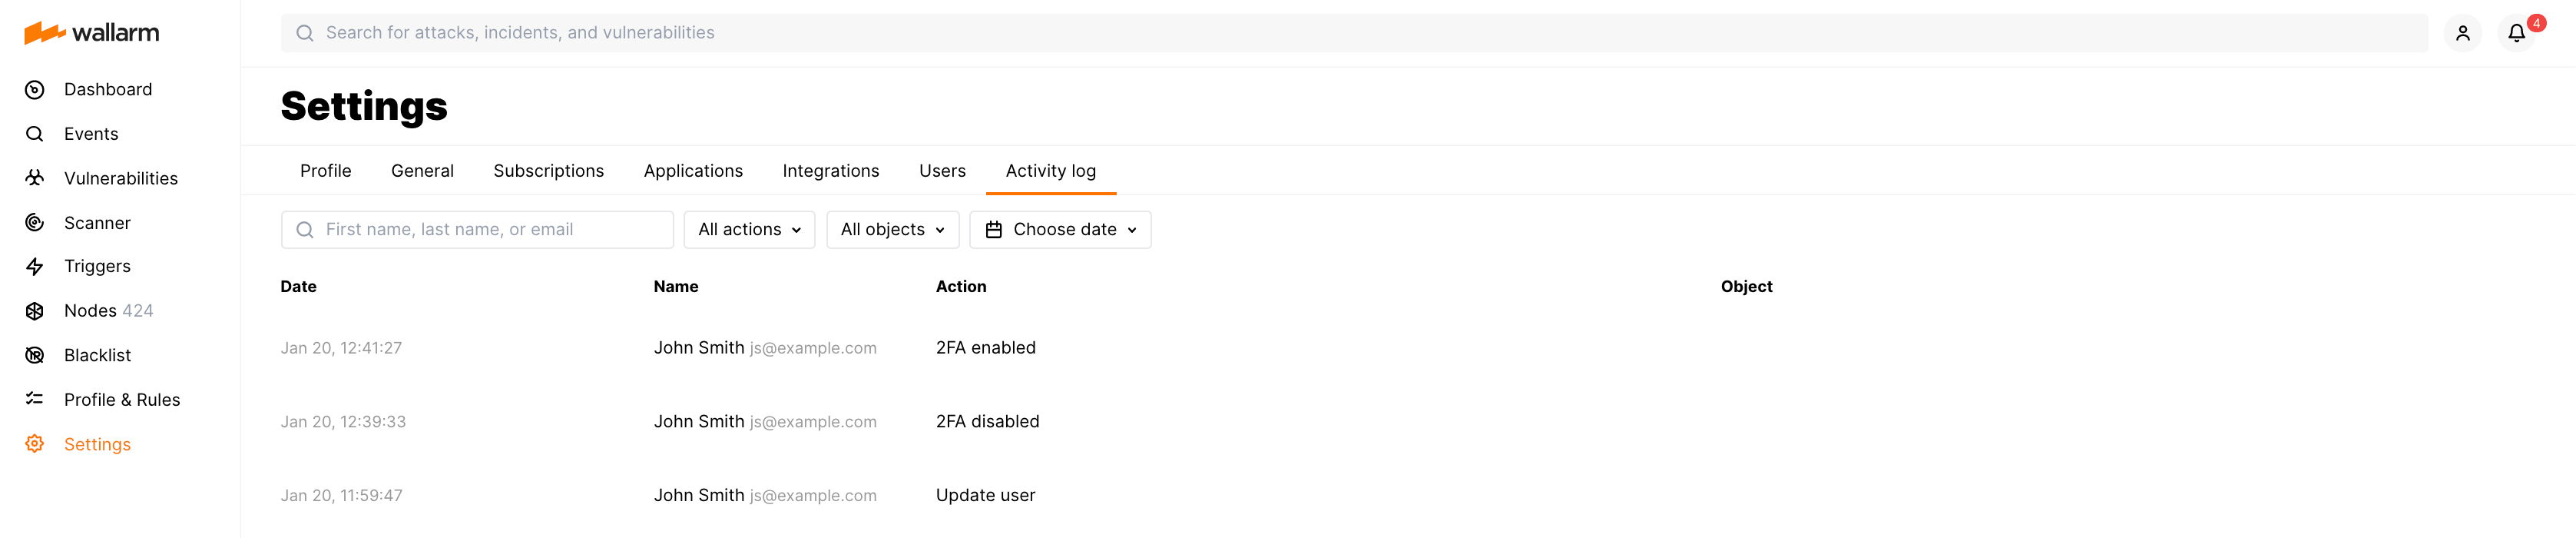 wallarm
Search for attacks, incidents, and vulnerabilities
4
Dashboard
Events
Vulnerabilities
Scanner
Triggers
Nodes 424
Blacklist
Profile & Rules
Settings
Settings
Profile General Subscriptions Applications Integrations Users Activity log
First name, last name, or email All actions All objects Choose date
Date Name Action Object
Jan 20, 12:41:27 John Smith js@example.com 2FA enabled
Jan 20, 12:39:33 John Smith js@example.com 2FA disabled
Jan 20, 11:59:47 John Smith js@example.com Update user